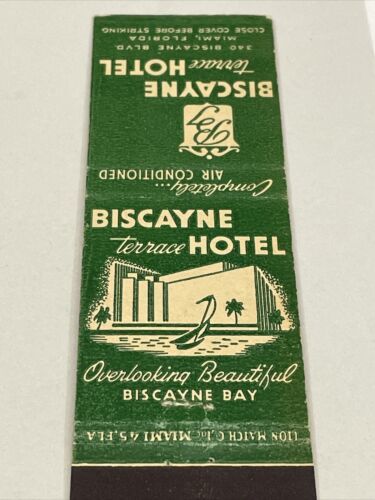 BISCAYNE
terrace HOTEL
Overlooking Beautiful
BISCAYNE BAY
LION MATCH C., Inc., MIAMI 45, FLA
Completely...
AIR CONDITIONED
BT
BISCAYNE
terrace HOTEL
340 BISCAYNE BLVD.
MIAMI, FLORIDA
CLOSE COVER BEFORE STRIKING